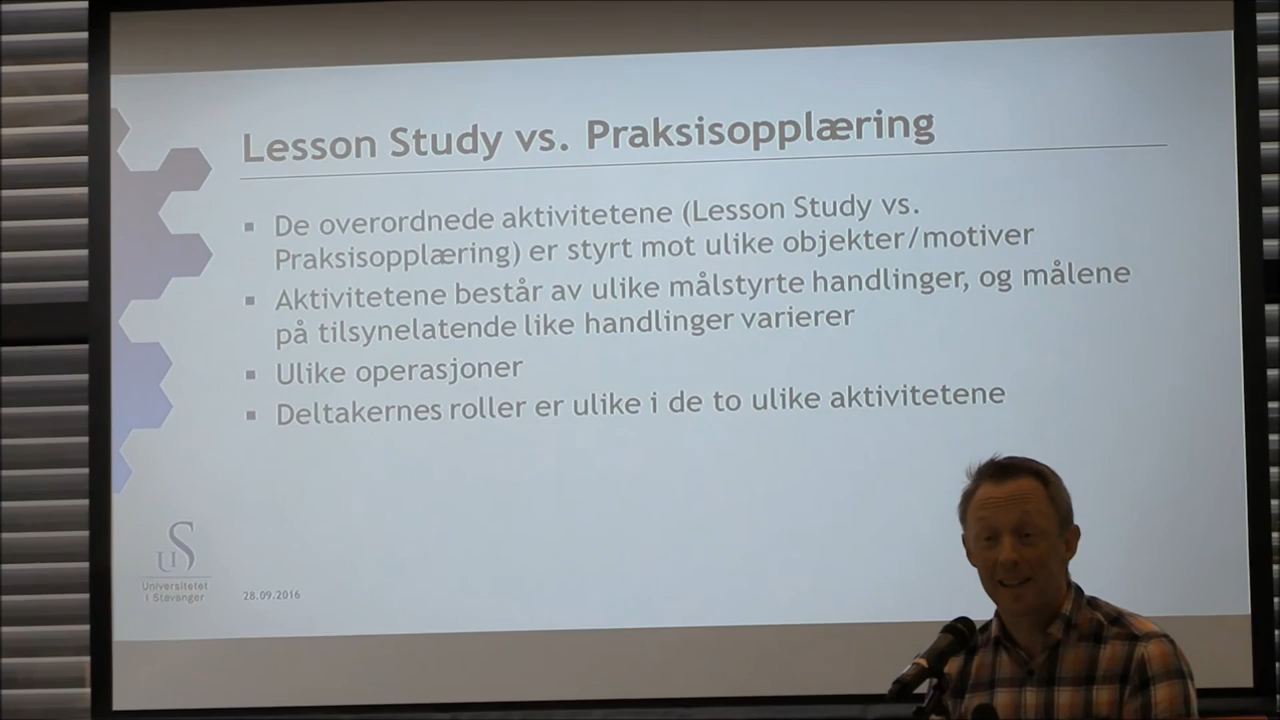 Lesson Study vs. Praksisopplæring
▪ De overordnede aktivitetene (Lesson Study vs.
Praksisopplæring) er styrt mot ulike objekter/motiver
▪ Aktivitetene består av ulike målstyrte handlinger, og målene
på tilsynelatende like handlinger varierer
▪ Ulike operasjoner
▪ Deltakernes roller er ulike i de to ulike aktivitetene
UiS
Universitetet
i Stavanger
28.09.2016